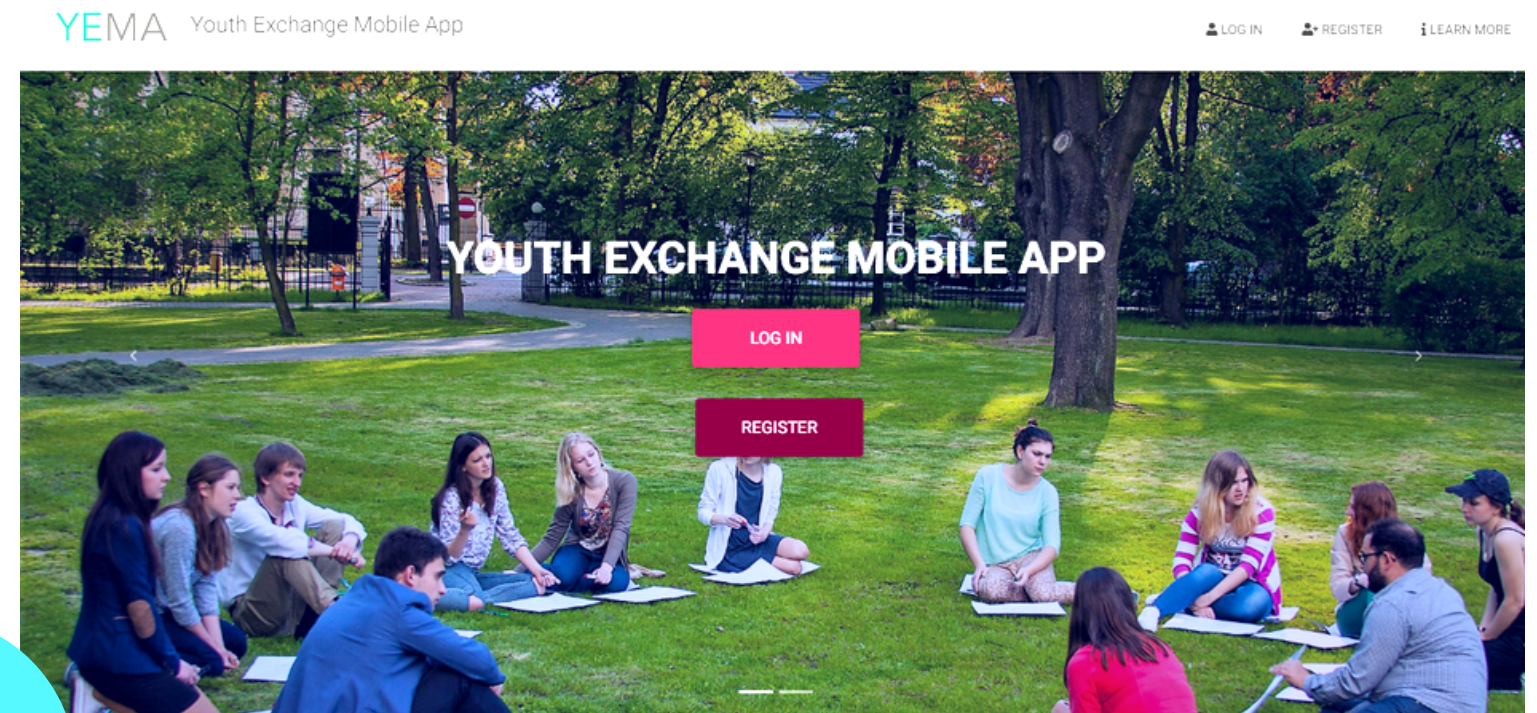 YEMA Youth Exchange Mobile App
LOG IN REGISTER LEARN MORE
YOUTH EXCHANGE MOBILE APP
LOG IN
REGISTER